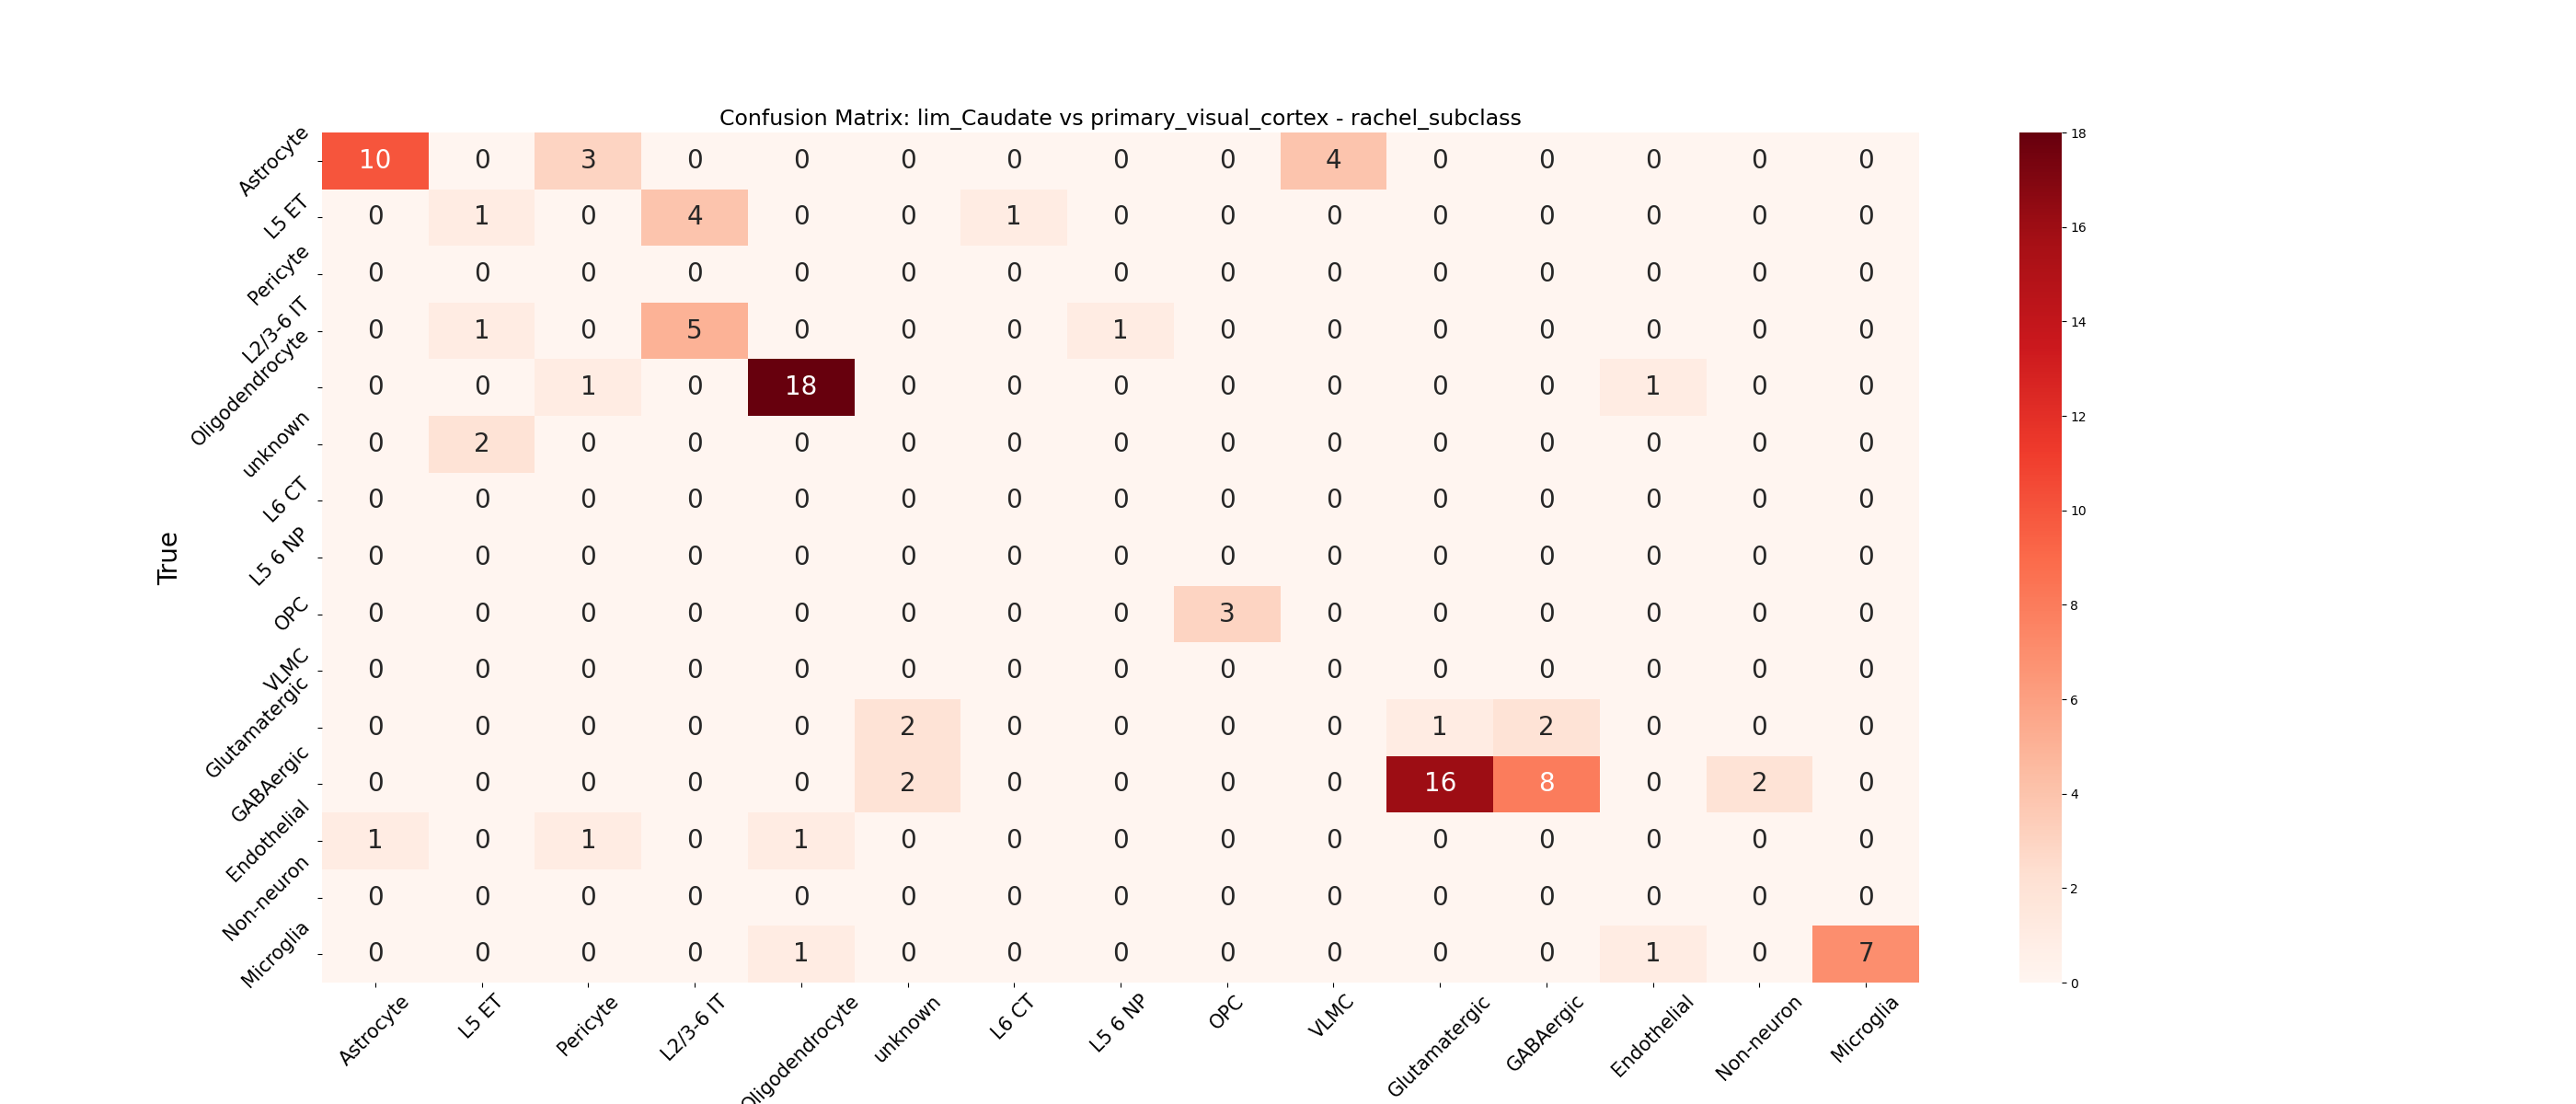 Confusion Matrix: lim_Caudate vs primary_visual_cortex - rachel_subclass
True
Astrocyte 10 0 3 0 0 0 0 0 0 4 0 0 0 0 0
L5 ET 0 1 0 4 0 0 1 0 0 0 0 0 0 0 0
Pericyte 0 0 0 0 0 0 0 0 0 0 0 0 0 0 0
L2/3-6 IT 0 1 0 5 0 0 0 1 0 0 0 0 0 0 0
Oligodendrocyte 0 0 1 0 18 0 0 0 0 0 0 0 1 0 0
unknown 0 2 0 0 0 0 0 0 0 0 0 0 0 0 0
L6 CT 0 0 0 0 0 0 0 0 0 0 0 0 0 0 0
L5 6 NP 0 0 0 0 0 0 0 0 0 0 0 0 0 0 0
OPC 0 0 0 0 0 0 0 0 3 0 0 0 0 0 0
VLMC 0 0 0 0 0 0 0 0 0 0 0 0 0 0 0
Glutamatergic 0 0 0 0 0 2 0 0 0 0 1 2 0 0 0
GABAergic 0 0 0 0 0 2 0 0 0 0 16 8 0 2 0
Endothelial 1 0 1 0 1 0 0 0 0 0 0 0 0 0 0
Non-neuron 0 0 0 0 0 0 0 0 0 0 0 0 0 0 0
Microglia 0 0 0 0 1 0 0 0 0 0 0 0 1 0 7
Astrocyte L5 ET Pericyte L2/3-6 IT Oligodendrocyte unknown L6 CT L5 6 NP OPC VLMC Glutamatergic GABAergic Endothelial Non-neuron Microglia
18
16
14
12
10
8
6
4
2
0